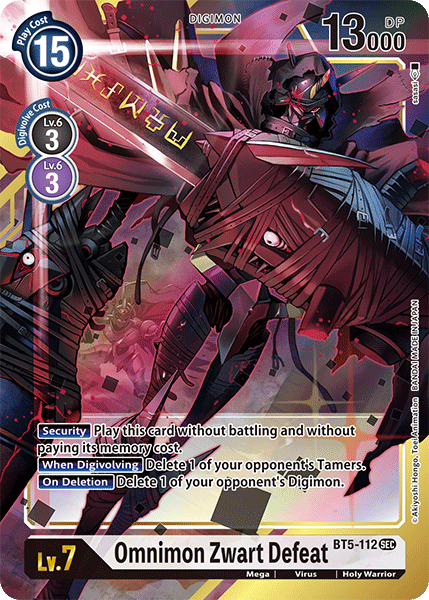 DIGIMON
Play Cost
15
13000
DP
Digivolve Cost
Lv.6
3
Lv.6
3
sasasi
©Akiyoshi Hongo, Toei Animation BANDAI MADE IN JAPAN
Security Play this card without battling and without
paying its memory cost.
When Digivolving Delete 1 of your opponent's Tamers.
On Deletion Delete 1 of your opponent's Digimon.
Lv.7
Omnimon Zwart Defeat
BT5-112 SEC
Mega | Virus | Holy Warrior